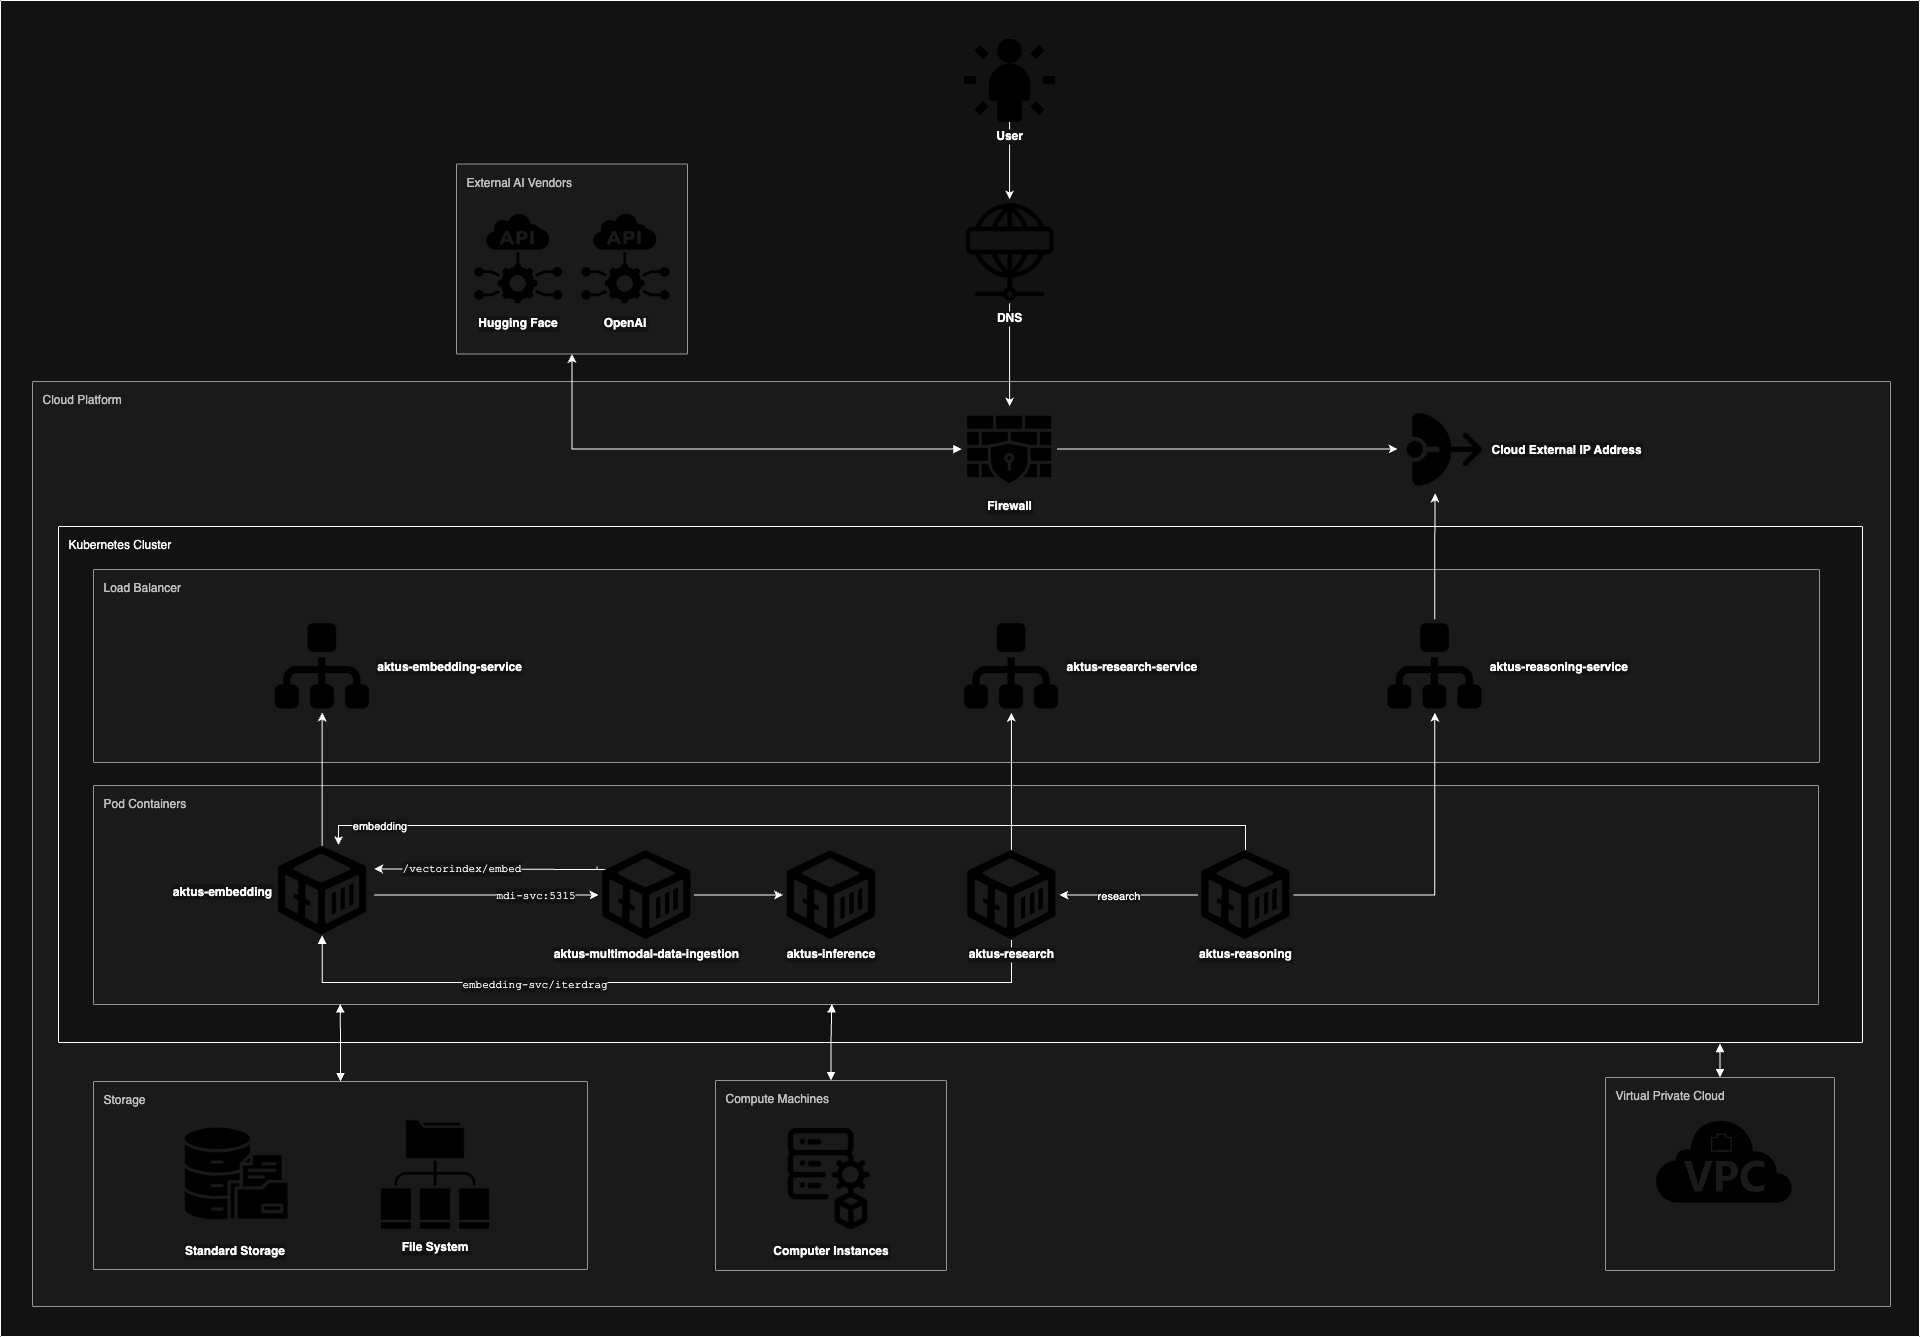 User
External AI Vendors
API
API
Hugging Face
OpenAI
DNS
Cloud Platform
Cloud External IP Address
Firewall
Kubernetes Cluster
Load Balancer
aktus-embedding-service
aktus-research-service
aktus-reasoning-service
Pod Containers
embedding
/vectorindex/embed
aktus-embedding
mdi-svc:5315
research
aktus-multimodal-data-ingestion
aktus-inference
aktus-research
aktus-reasoning
embedding-svc/iterdrag
Storage
Compute Machines
Virtual Private Cloud
VPC
Standard Storage
File System
Computer Instances